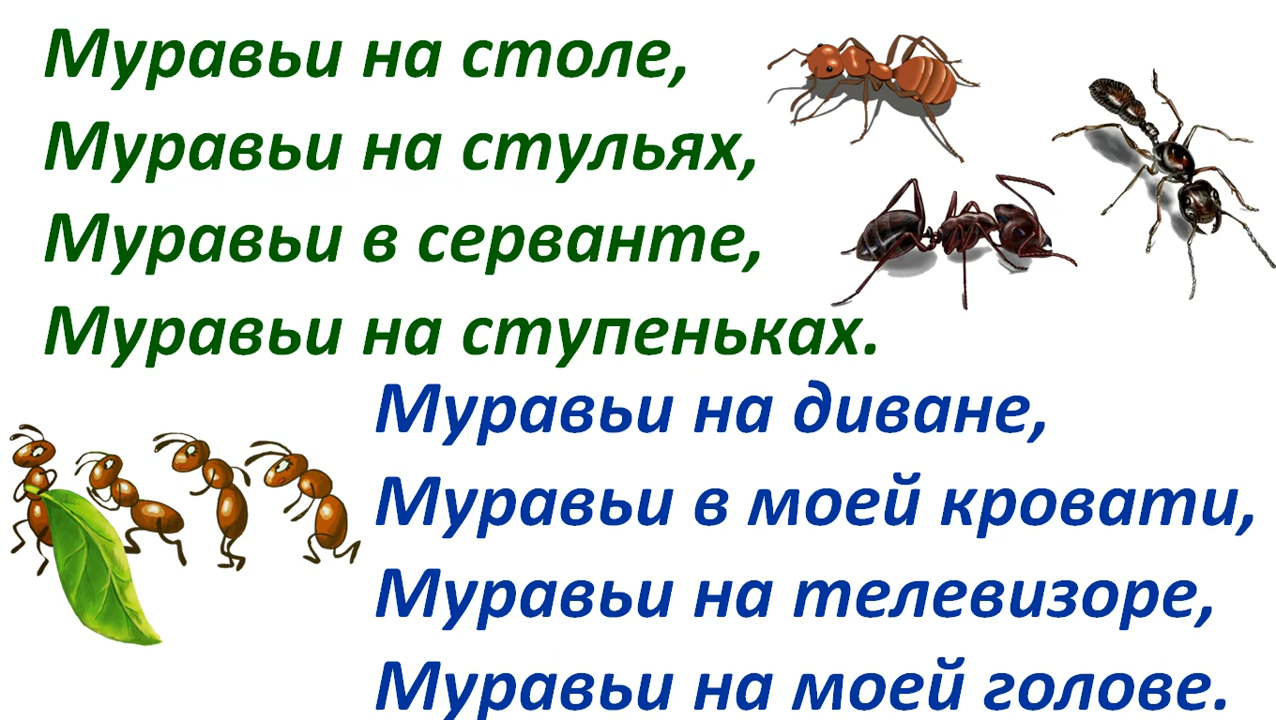 Муравьи на столе,
Муравьи на стульях,
Муравьи в серванте,
Муравьи на ступеньках.
Муравьи на диване,
Муравьи в моей кровати,
Муравьи на телевизоре,
Муравьи на моей голове.